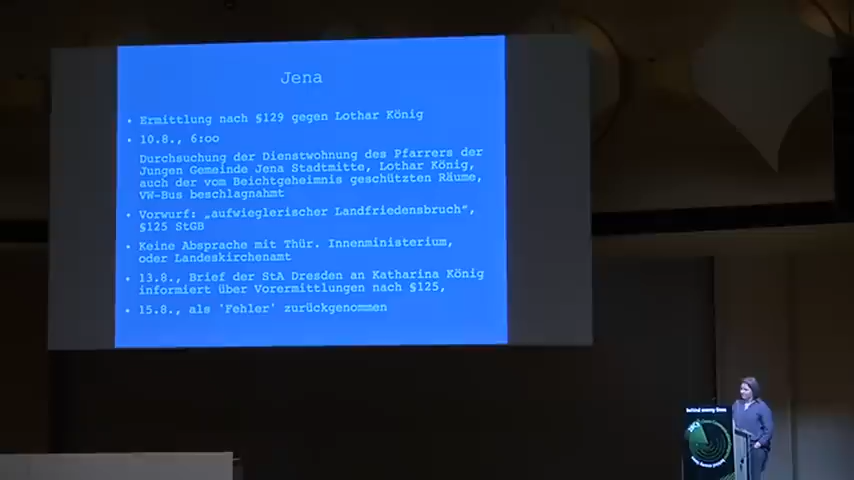 Jena
• Ermittlung nach §129 gegen Lothar König
• 10.8., 6:00
Durchsuchung der Dienstwohnung des Pfarrers der
Jungen Gemeinde Jena Stadtmitte, Lothar König,
auch der vom Beichtgeheimnis geschützten Räume,
VW-Bus beschlagnahmt
• Vorwurf: „aufwieglerischer Landfriedensbruch“,
§125 StGB
• Keine Absprache mit Thür. Innenministerium,
oder Landeskirchenamt
• 13.8., Brief der StA Dresden an Katharina König
informiert über Vorermittlungen nach §125,
• 15.8., als 'Fehler' zurückgenommen
behind enemy lines